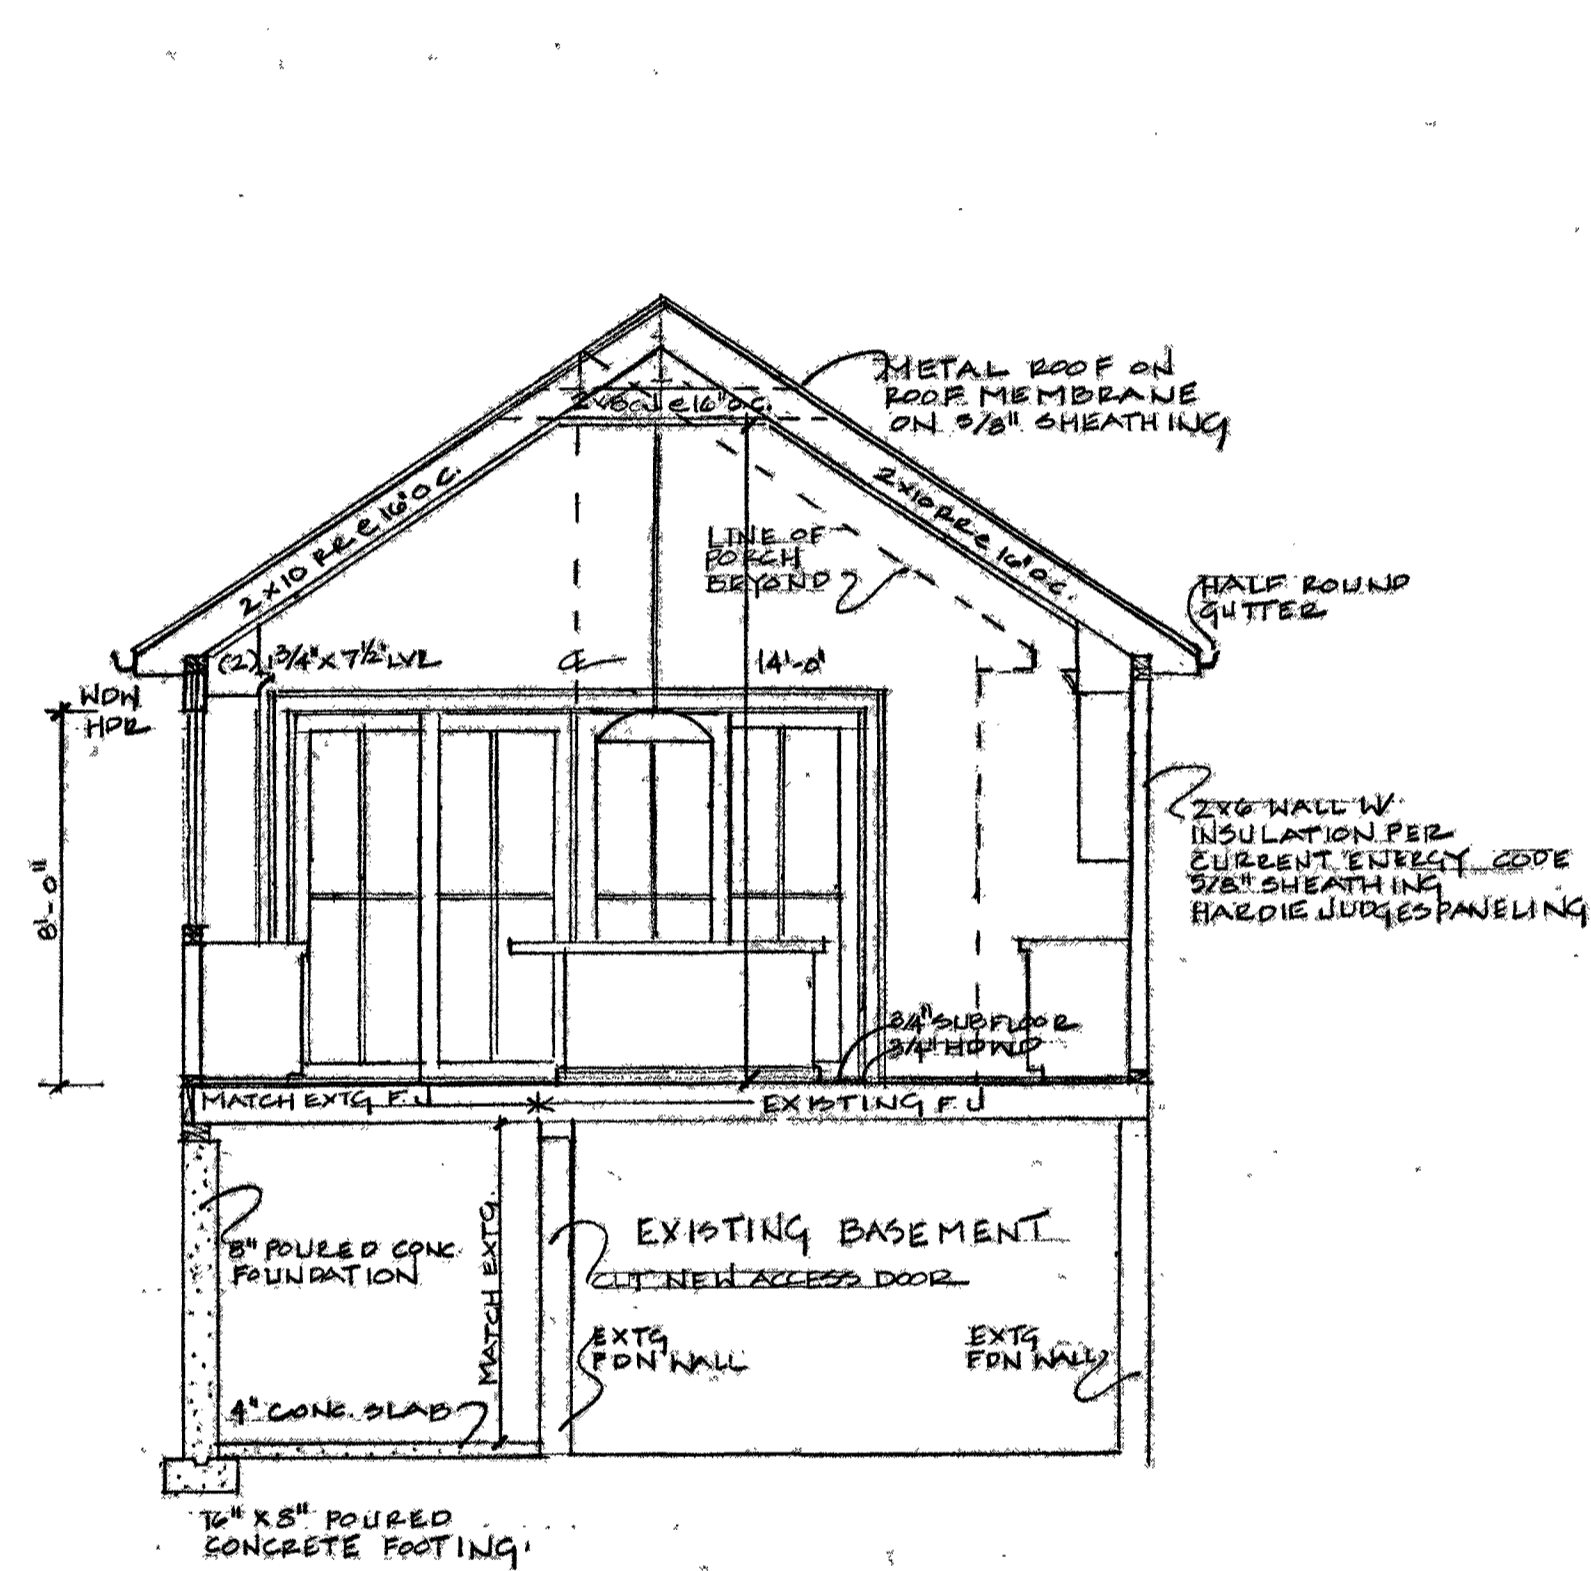 METAL ROOF ON
ROOF MEMBRANE
ON 5/8" SHEATHING
2x8 CJ @ 16" O.C.
2x10 RR @ 16" O.C.
2x10 RR @ 16" O.C.
LINE OF
PORCH
BEYOND
HALF ROUND
GUTTER
(2) 1 3/4" x 7 1/2" LVL
CL
14'-0"
WDW
HDR
8'-0"
2x6 WALL W/
INSULATION PER
CURRENT ENERGY CODE
5/8" SHEATHING
HARDIE JUDGES PANELING
3/4" SUBFLOOR
3/4" HDWD
MATCH EXTG F.J
EXISTING F.J
8" POURED CONC.
FOUNDATION
MATCH EXTG.
EXISTING BASEMENT
CUT NEW ACCESS DOOR
EXTG
FDN WALL
EXTG
FDN WALL
4" CONC. SLAB
16" X 8" POURED
CONCRETE FOOTING.